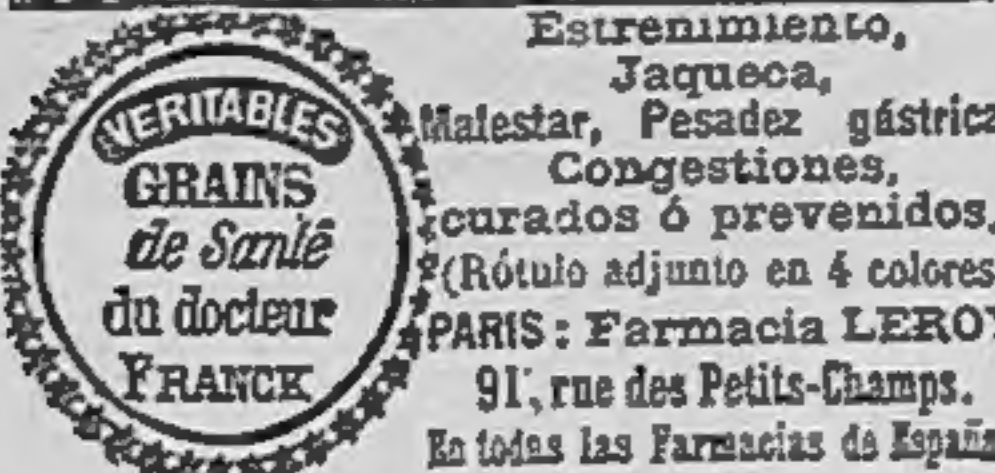 VERITABLES
GRAINS
de Santé
du docteur
FRANCK
Estreñimiento,
Jaqueca,
Malestar, Pesadez gástrica
Congestiones,
curados ó prevenidos,
(Rótulo adjunto en 4 colores
PARIS: Farmacia LEROY
91, rue des Petits-Champs.
En todas las Farmacias de España